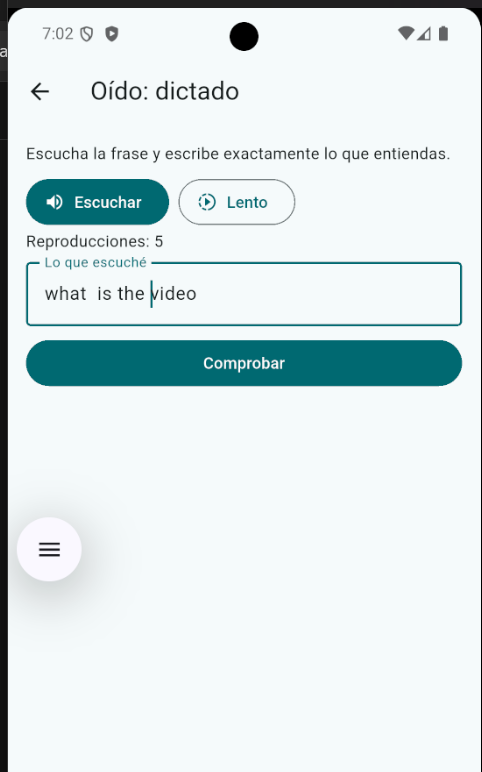 7:02
Oído: dictado
Escucha la frase y escribe exactamente lo que entiendas.
Escuchar
Lento
Reproducciones: 5
Lo que escuché
what  is the video
Comprobar